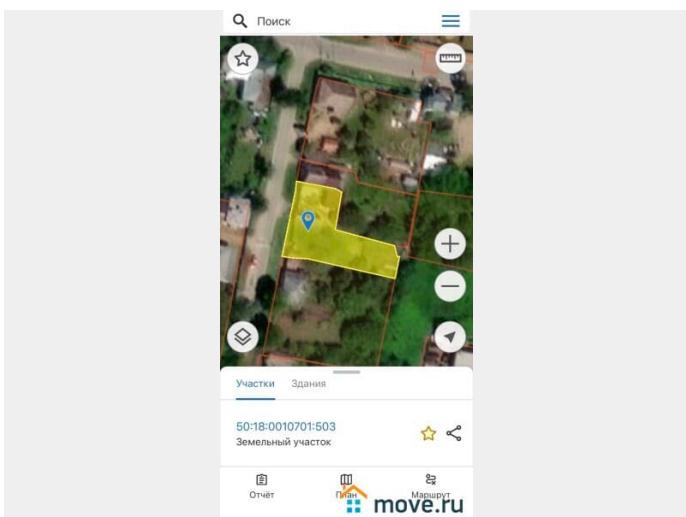 Поиск
Участки Здания
50:18:0010701:503
Земельный участок
Отчёт План Маршрут
move.ru